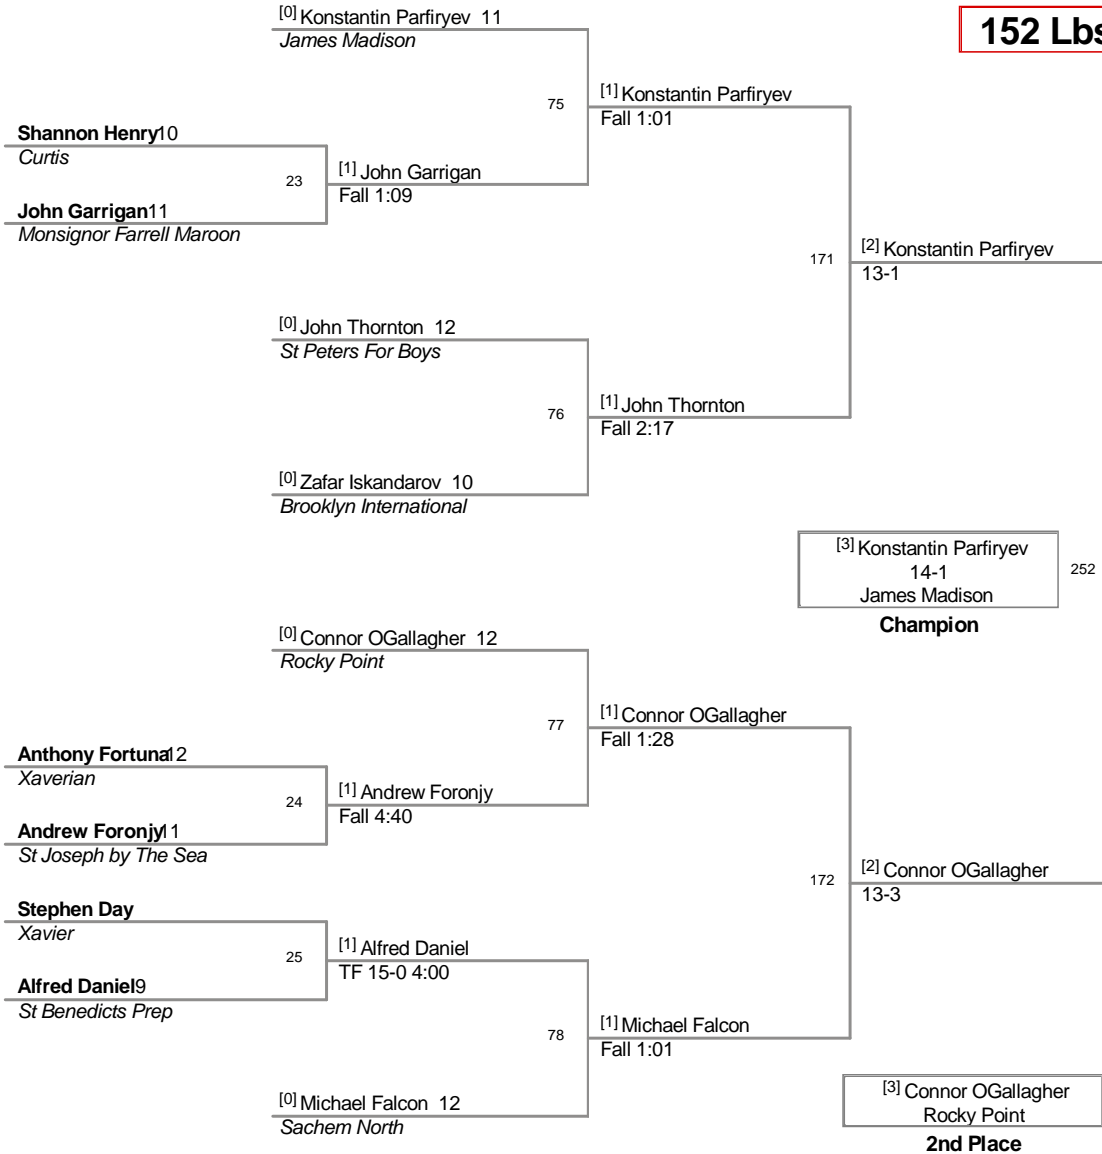 [0] Konstantin Parfiryev 11
James Madison
152 Lbs
75
[1] Konstantin Parfiryev
Fall 1:01
Shannon Henry10
Curtis
23
[1] John Garrigan
Fall 1:09
John Garrigan11
Monsignor Farrell Maroon
171
[2] Konstantin Parfiryev
13-1
[0] John Thornton 12
St Peters For Boys
76
[1] John Thornton
Fall 2:17
[0] Zafar Iskandarov 10
Brooklyn International
[3] Konstantin Parfiryev
14-1
James Madison
252
Champion
[0] Connor OGallagher 12
Rocky Point
77
[1] Connor OGallagher
Fall 1:28
Anthony Fortuna12
Xaverian
24
[1] Andrew Foronjy
Fall 4:40
Andrew Foronjy11
St Joseph by The Sea
172
[2] Connor OGallagher
13-3
Stephen Day
Xavier
25
[1] Alfred Daniel
TF 15-0 4:00
Alfred Daniel9
St Benedicts Prep
78
[1] Michael Falcon
Fall 1:01
[0] Michael Falcon 12
Sachem North
[3] Connor OGallagher
Rocky Point
2nd Place